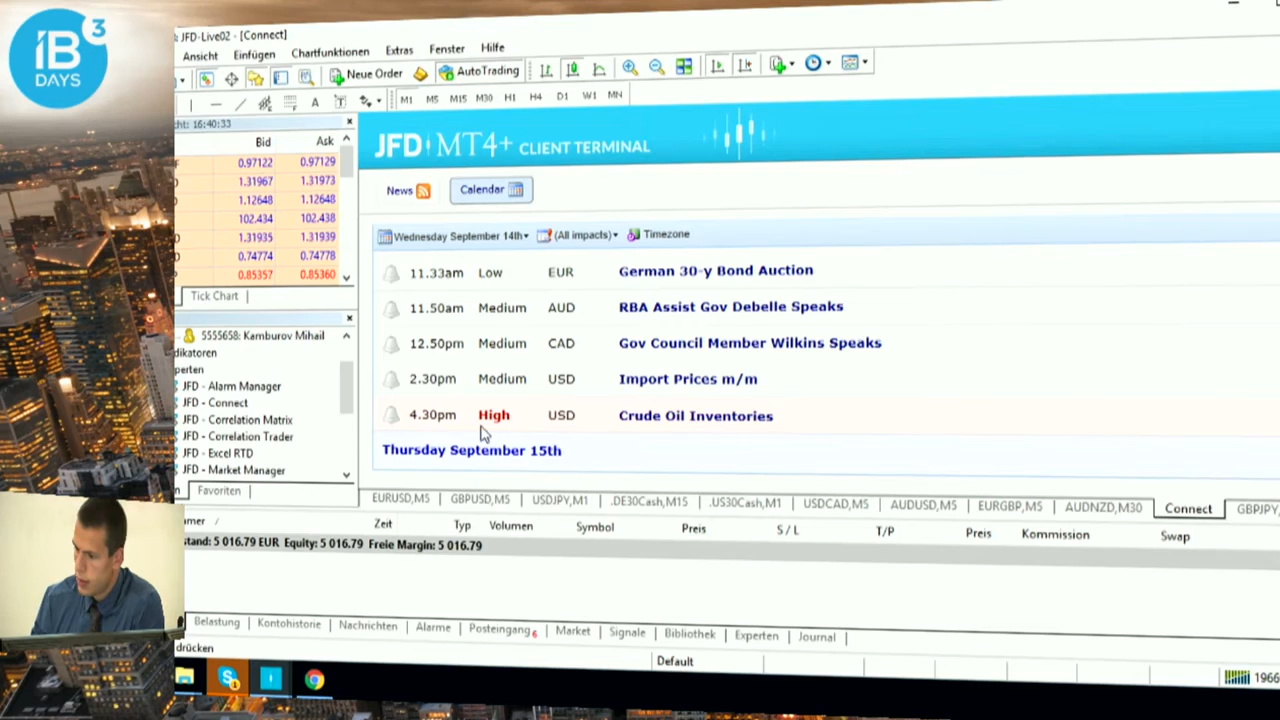 iB3
DAYS
JFD-Live02 - [Connect]
Ansicht Einfügen Chartfunktionen Extras Fenster Hilfe
Neue Order AutoTrading
A T M1 M5 M15 M30 H1 H4 D1 W1 MN
16:40:33
Bid Ask
0.97122 0.97129
1.31967 1.31973
1.12648 1.12648
102.434 102.438
1.31935 1.31939
0.74774 0.74778
0.85357 0.85360
Tick Chart
5555658: Kamburov Mihail
JFD - Alarm Manager
JFD - Connect
JFD - Correlation Matrix
JFD - Correlation Trader
JFD - Excel RTD
JFD - Market Manager
Favoriten
JFD MT4+ CLIENT TERMINAL
News Calendar
Wednesday September 14th (All impacts) Timezone
11.33am Low EUR German 30-y Bond Auction
11.50am Medium AUD RBA Assist Gov Debelle Speaks
12.50pm Medium CAD Gov Council Member Wilkins Speaks
2.30pm Medium USD Import Prices m/m
4.30pm High USD Crude Oil Inventories
Thursday September 15th
EURUSD,M5 GBPUSD,M5 USDJPY,M1 .DE30Cash,M15 .US30Cash,M1 USDCAD,M5 AUDUSD,M5 EURGBP,M5 AUDNZD,M30 Connect GBPJPY,
Zeit Typ Volumen Symbol Preis S / L T/P Preis Kommission Swap
5 016.79 EUR Equity: 5 016.79 Freie Margin: 5 016.79
Belastung Kontohistorie Nachrichten Alarme Posteingang 6 Market Signale Bibliothek Experten Journal
Default
1966